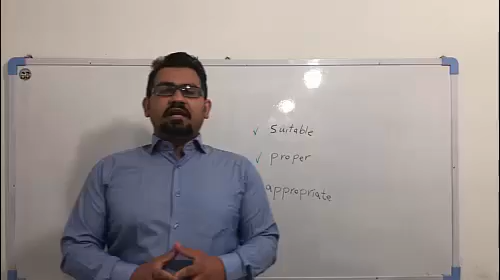 ✓ Suitable
✓ proper
appropriate